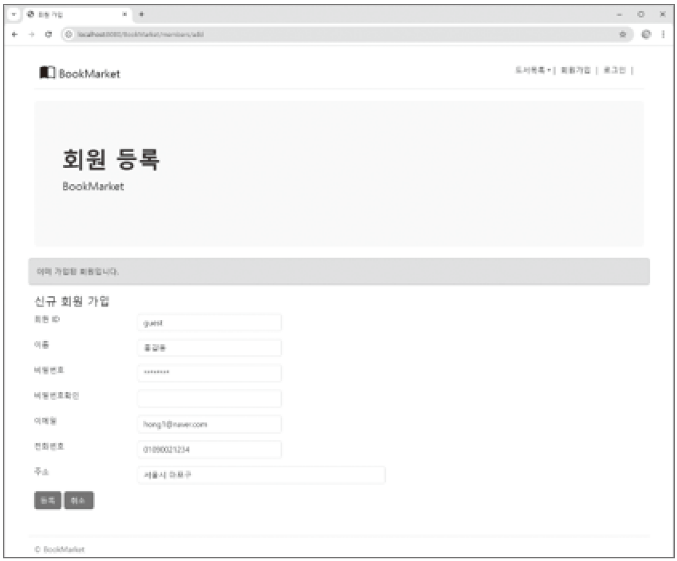 회원 가입
localhost:8080/BookMarket/members/add
BookMarket
도서목록 | 회원가입 | 로그인 |
회원 등록
BookMarket
이미 가입된 회원입니다.
신규 회원 가입
회원 ID
guest
이름
홍길동
비밀번호
********
비밀번호확인
이메일
hong1@naver.com
전화번호
01090021234
주소
서울시 마포구
등록 취소
© BookMarket